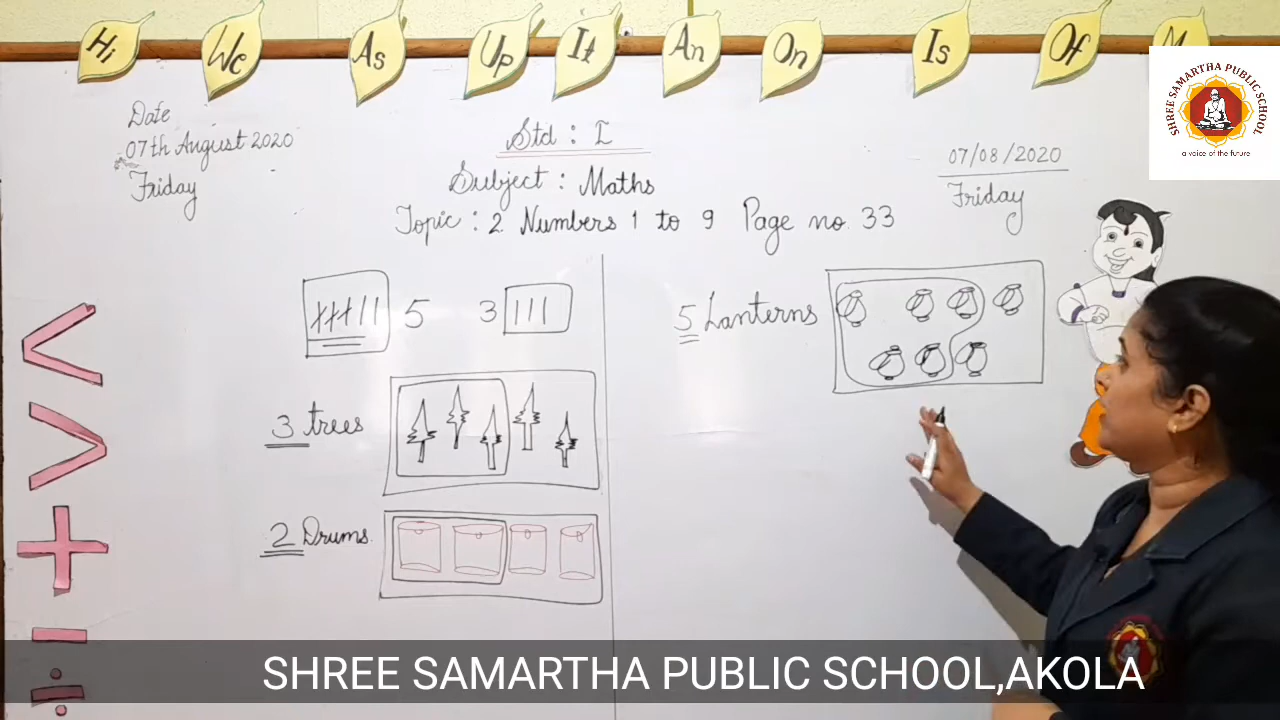 Hi We As Up It An On Is Of
SHREE SAMARTHA PUBLIC SCHOOL
a voice of the future
Date
07th August 2020
Friday
Std : I
Subject : Maths
Topic : 2 Numbers 1 to 9 Page no. 33
07/08/2020
Friday
5
3
3 trees
2 Drums.
5 Lanterns
SHREE SAMARTHA PUBLIC SCHOOL,AKOLA